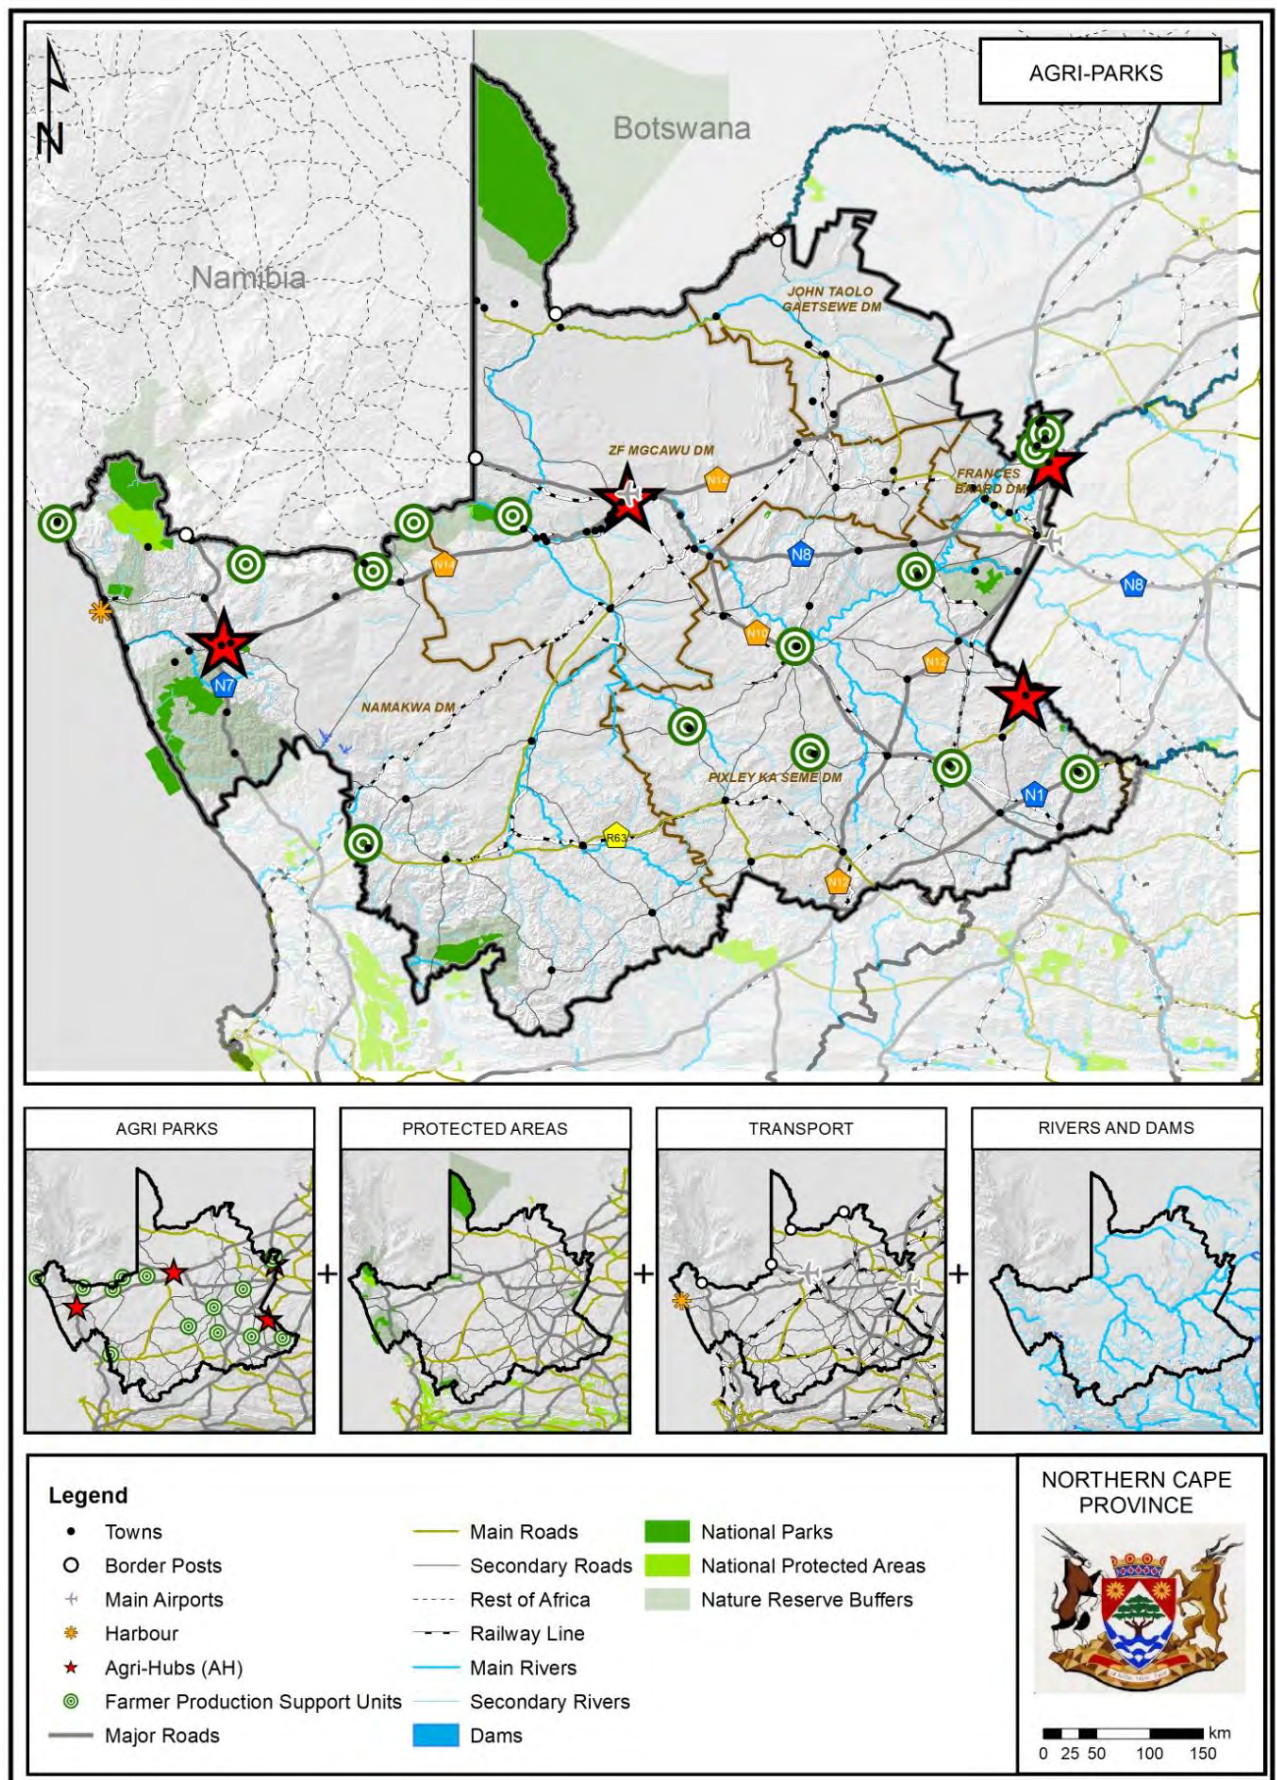 AGRI-PARKS
N
Botswana
Namibia
JOHN TAOLO
GAETSEWE DM
ZF MGCAWU DM
N14
FRANCES
BAARD DM
N14
N8
N8
N10
N12
N7
NAMAKWA DM
PIXLEY KA SEME DM
N1
R63
N12
AGRI PARKS
PROTECTED AREAS
TRANSPORT
RIVERS AND DAMS
+
+
+
Legend
Towns
Border Posts
Main Airports
Harbour
Agri-Hubs (AH)
Farmer Production Support Units
Major Roads
Main Roads
Secondary Roads
Rest of Africa
Railway Line
Main Rivers
Secondary Rivers
Dams
National Parks
National Protected Areas
Nature Reserve Buffers
NORTHERN CAPE
PROVINCE
km
0 25 50 100 150